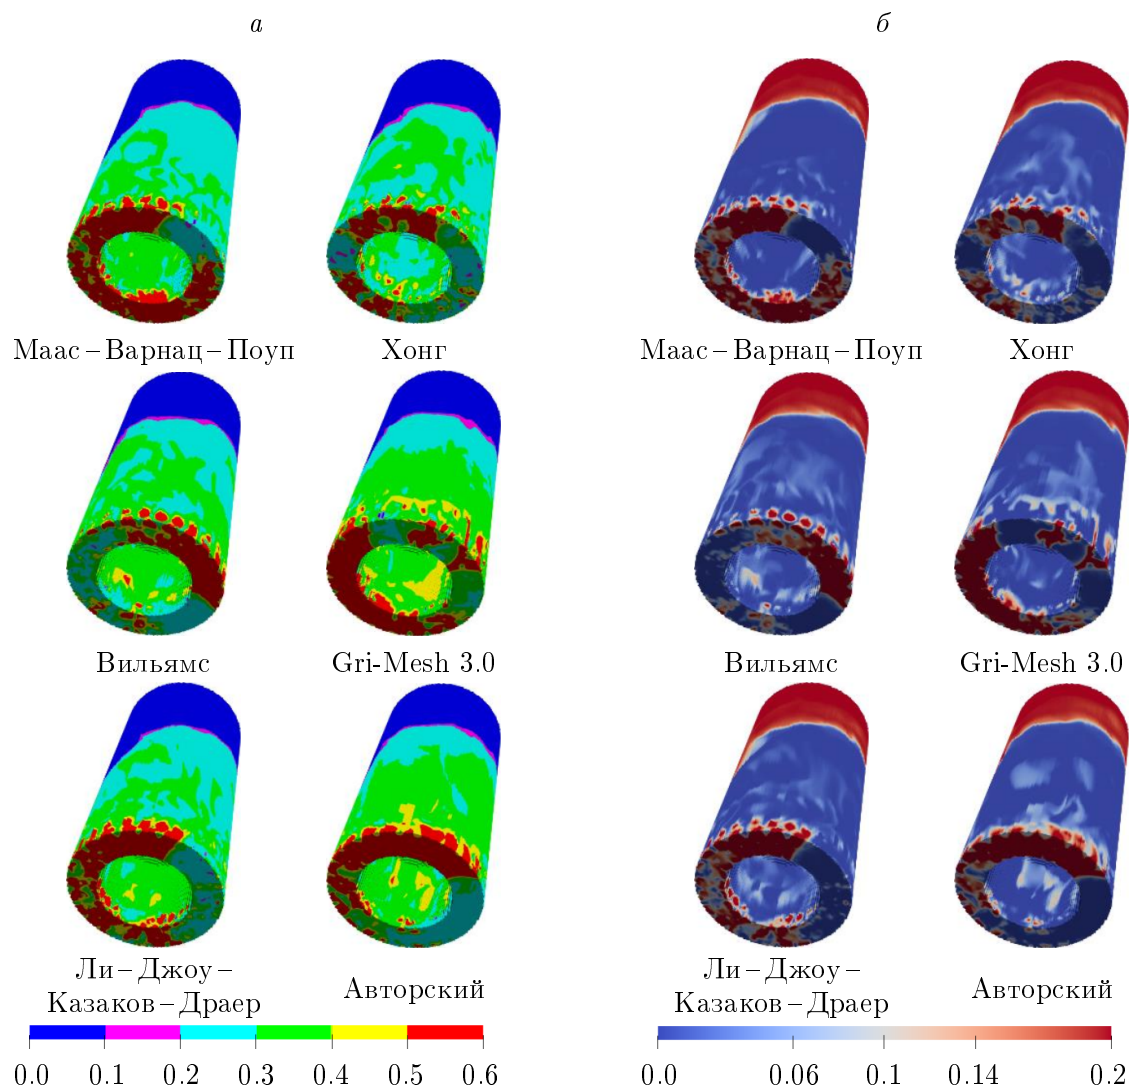 а б
Маас – Варнац – Поуп Хонг Маас – Варнац – Поуп Хонг
Вильямс Gri-Mesh 3.0 Вильямс Gri-Mesh 3.0
Ли – Джоу – Ли – Джоу –
Казаков – Драер Авторский Казаков – Драер Авторский
0.0 0.1 0.2 0.3 0.4 0.5 0.6 0.0 0.06 0.1 0.14 0.2